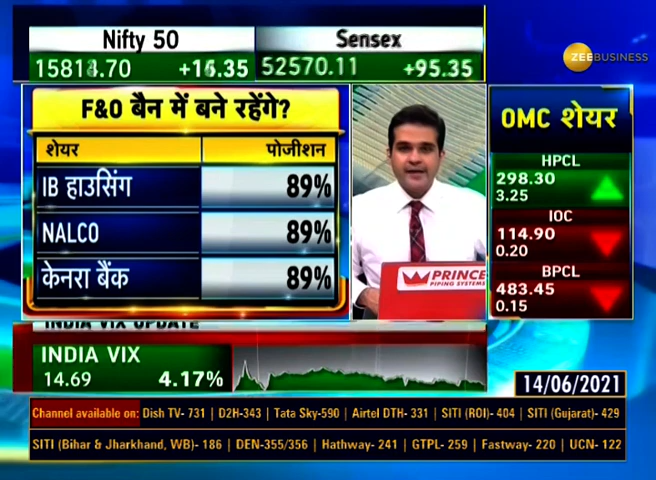 Nifty 50
Sensex
+95.35
52570.11
ZEEBUSINESS
F&O बैन में बने रहेंगे?
शेयर पोजीशन
IB हाउसिंग 89%
NALCO 89%
केनरा बैंक 89%
PRINCE
PIPING SYSTEMS
OMC शेयर
HPCL
298.30
3.25
IOC
114.90
0.20
BPCL
483.45
0.15
INDIA VIX UPDATE
INDIA VIX
14.69 4.17%
14/06/2021
Channel available on: Dish TV- 731 | D2H-343 | Tata Sky-590 | Airtel DTH- 331 | SITI (ROI)- 404 | SITI (Gujarat)- 429
SITI (Bihar & Jharkhand, WB)- 186 | DEN-355/356 | Hathway- 241 | GTPL- 259 | Fastway- 220 | UCN- 122